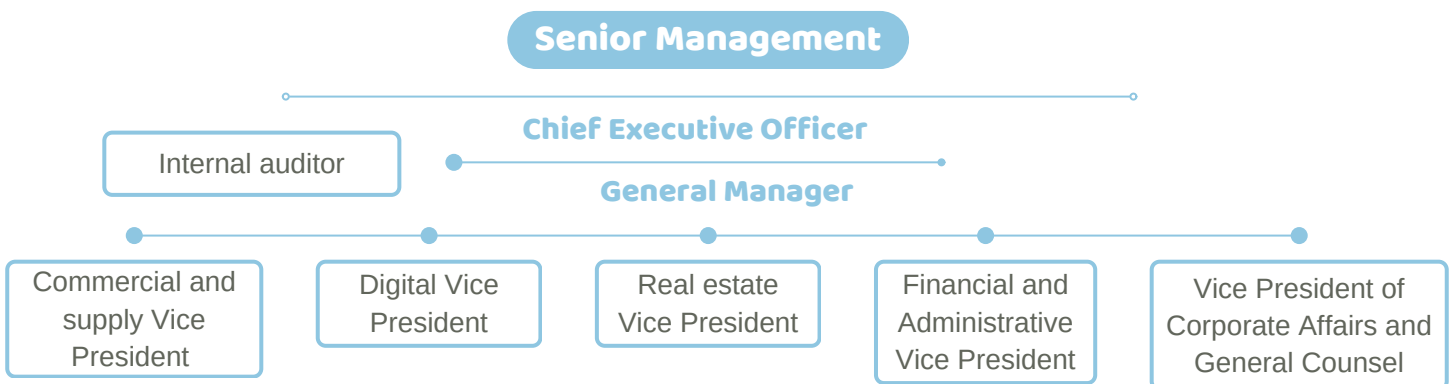 Senior Management
Chief Executive Officer
Internal auditor
General Manager
Commercial and
supply Vice
President
Digital Vice
President
Real estate
Vice President
Financial and
Administrative
Vice President
Vice President of
Corporate Affairs and
General Counsel